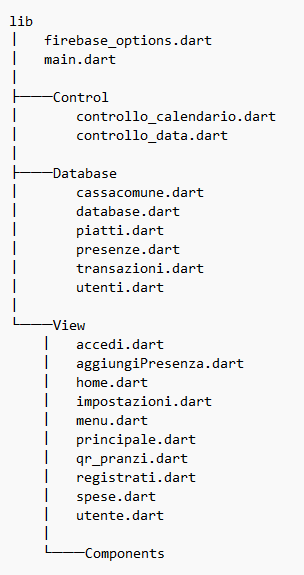 lib
firebase_options.dart
main.dart
Control
controllo_calendario.dart
controllo_data.dart
Database
cassacomune.dart
database.dart
piatti.dart
presenze.dart
transazioni.dart
utenti.dart
View
accedi.dart
aggiungiPresenza.dart
home.dart
impostazioni.dart
menu.dart
principale.dart
qr_pranzi.dart
registrati.dart
spese.dart
utente.dart
Components